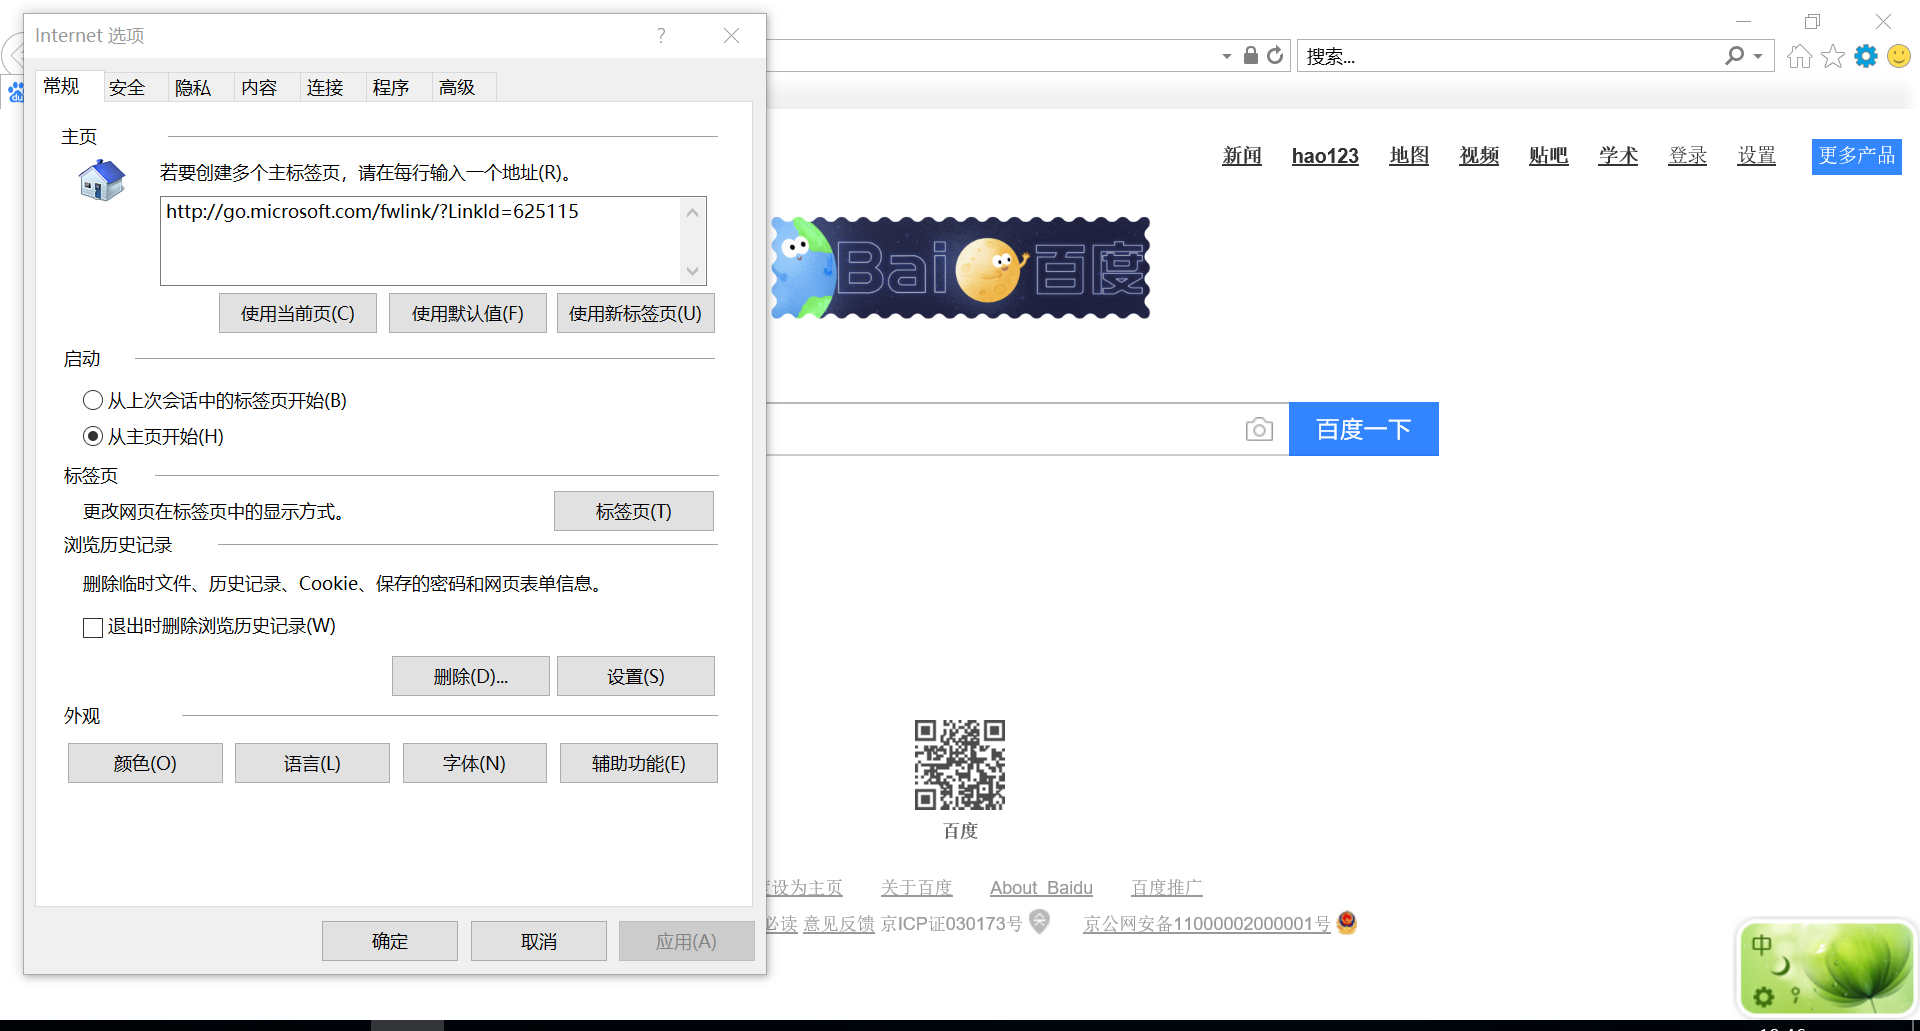 Internet 选项
?
搜索...
常规 安全 隐私 内容 连接 程序 高级
主页
若要创建多个主标签页，请在每行输入一个地址(R)。
http://go.microsoft.com/fwlink/?LinkId=625115
使用当前页(C) 使用默认值(F) 使用新标签页(U)
启动
从上次会话中的标签页开始(B)
从主页开始(H)
标签页
更改网页在标签页中的显示方式。
标签页(T)
浏览历史记录
删除临时文件、历史记录、Cookie、保存的密码和网页表单信息。
退出时删除浏览历史记录(W)
删除(D)... 设置(S)
外观
颜色(O) 语言(L) 字体(N) 辅助功能(E)
确定 取消 应用(A)
新闻 hao123 地图 视频 贴吧 学术 登录 设置 更多产品
Bai 百度
百度一下
百度
设为主页 关于百度 About Baidu 百度推广
必读 意见反馈 京ICP证030173号 京公网安备11000002000001号
中